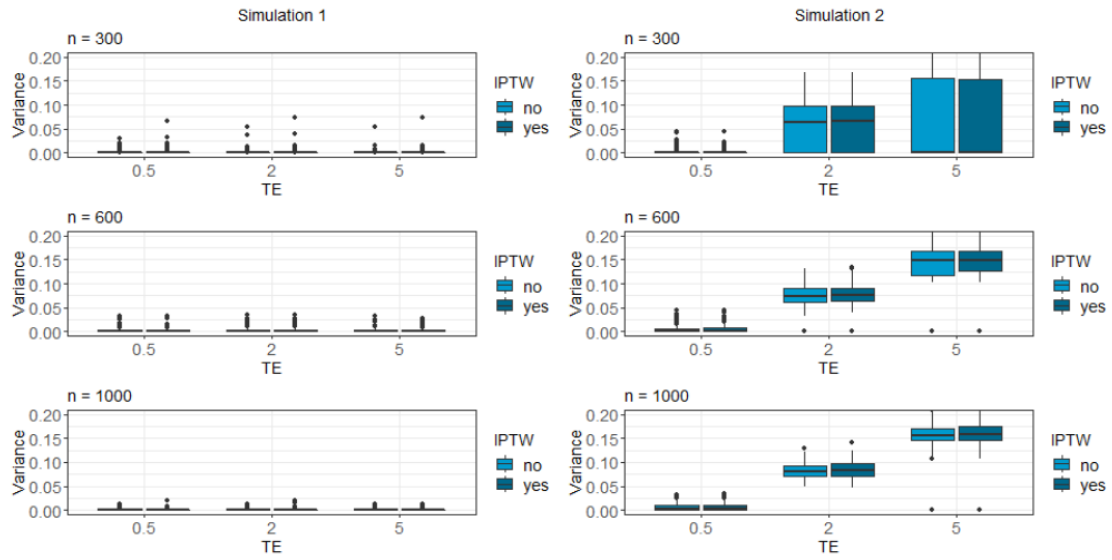 Simulation 1
n = 300
0.20
0.15
0.10
0.05
0.00
Variance
0.5 2 5
TE
IPTW
no
yes
n = 600
0.20
0.15
0.10
0.05
0.00
Variance
0.5 2 5
TE
IPTW
no
yes
n = 1000
0.20
0.15
0.10
0.05
0.00
Variance
0.5 2 5
TE
IPTW
no
yes
Simulation 2
n = 300
0.20
0.15
0.10
0.05
0.00
Variance
0.5 2 5
TE
IPTW
no
yes
n = 600
0.20
0.15
0.10
0.05
0.00
Variance
0.5 2 5
TE
IPTW
no
yes
n = 1000
0.20
0.15
0.10
0.05
0.00
Variance
0.5 2 5
TE
IPTW
no
yes